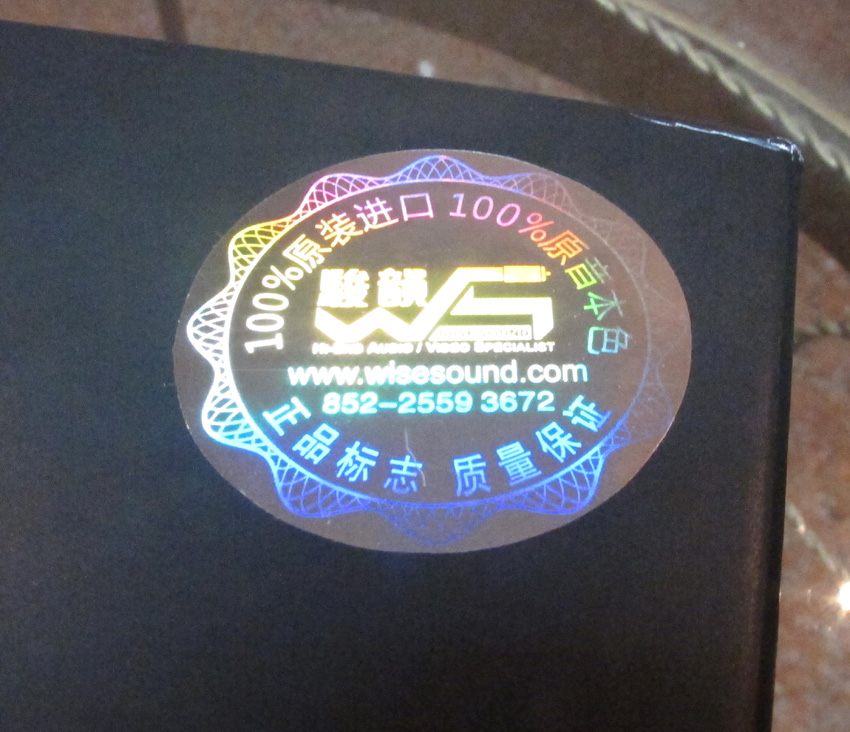 100%原装进口 100%原音本色
駿韻
WS
WISESOUND
HI-END AUDIO / VIDEO SPECIALIST
www.wisesound.com
852-2559 3672
正品标志 质量保证